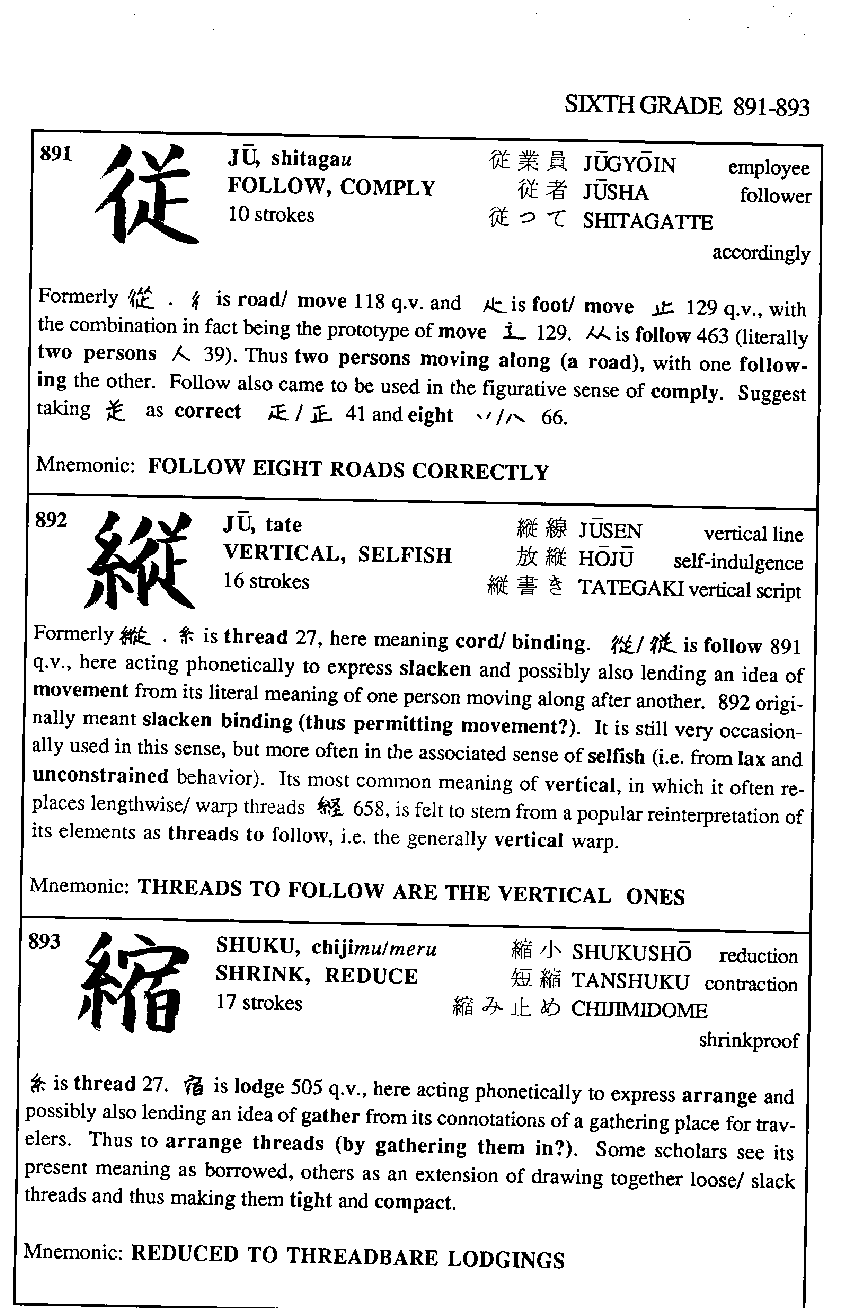 SIXTH GRADE 891-893
891 従 JŪ, shitagau 従業員 JŪGYŌIN employee
FOLLOW, COMPLY 従者 JŪSHA follower
10 strokes 従つて SHITAGATTE
accordingly
Formerly 從 . 彳 is road/ move 118 q.v. and is foot/ move 止 129 q.v., with
the combination in fact being the prototype of move 129. 从 is follow 463 (literally
two persons 人 39). Thus two persons moving along (a road), with one follow-
ing the other. Follow also came to be used in the figurative sense of comply. Suggest
taking as correct / 正 41 and eight 丷/八 66.
Mnemonic: FOLLOW EIGHT ROADS CORRECTLY
892 縦 JŪ, tate 縦線 JŪSEN vertical line
VERTICAL, SELFISH 放縦 HŌJŪ self-indulgence
16 strokes 縦書き TATEGAKI vertical script
Formerly 縱 . 糸 is thread 27, here meaning cord/ binding. 從/従 is follow 891
q.v., here acting phonetically to express slacken and possibly also lending an idea of
movement from its literal meaning of one person moving along after another. 892 origi-
nally meant slacken binding (thus permitting movement?). It is still very occasion-
ally used in this sense, but more often in the associated sense of selfish (i.e. from lax and
unconstrained behavior). Its most common meaning of vertical, in which it often re-
places lengthwise/ warp threads 経 658, is felt to stem from a popular reinterpretation of
its elements as threads to follow, i.e. the generally vertical warp.
Mnemonic: THREADS TO FOLLOW ARE THE VERTICAL ONES
893 縮 SHUKU, chijimu/meru 縮小 SHUKUSHŌ reduction
SHRINK, REDUCE 短縮 TANSHUKU contraction
17 strokes 縮み止め CHIJIMIDOME
shrinkproof
糸 is thread 27. 宿 is lodge 505 q.v., here acting phonetically to express arrange and
possibly also lending an idea of gather from its connotations of a gathering place for trav-
elers. Thus to arrange threads (by gathering them in?). Some scholars see its
present meaning as borrowed, others as an extension of drawing together loose/ slack
threads and thus making them tight and compact.
Mnemonic: REDUCED TO THREADBARE LODGINGS